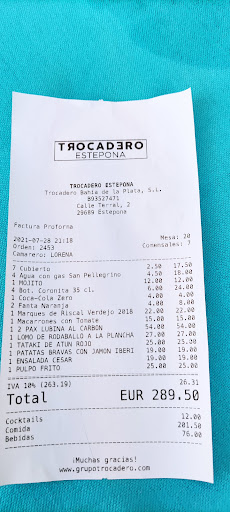 TROCADERO
ESTEPONA
TROCADERO ESTEPONA
Trocadero Bahía de la Plata, S.L.
B93527471
Calle Terral, 2
29689 Estepona
Factura Proforma
2021-07-28 21:18 Mesa: 20
Orden: 2453 Comensales: 7
Camarero: LORENA
7 Cubierto 2.50 17.50
4 Agua con gas San Pellegrino 4.50 18.00
1 MOJITO 12.00 12.00
4 Bot. Coronita 35 cl. 6.00 24.00
1 Coca-Cola Zero 4.00 4.00
2 Fanta Naranja 4.00 8.00
1 Marques de Riscal Verdejo 2018 22.00 22.00
1 Macarrones con Tomate 15.00 15.00
1 2 PAX LUBINA AL CARBON 54.00 54.00
1 LOMO DE RODABALLO A LA PLANCHA 27.00 27.00
1 TATAKI DE ATUN ROJO 25.00 25.00
1 PATATAS BRAVAS CON JAMON IBERI 19.00 19.00
1 ENSALADA CESAR 19.00 19.00
1 PULPO FRITO 25.00 25.00
IVA 10% (263.19) 26.31
Total EUR 289.50
Cocktails 12.00
Comida 201.50
Bebidas 76.00
¡Muchas gracias!
www.grupotrocadero.com